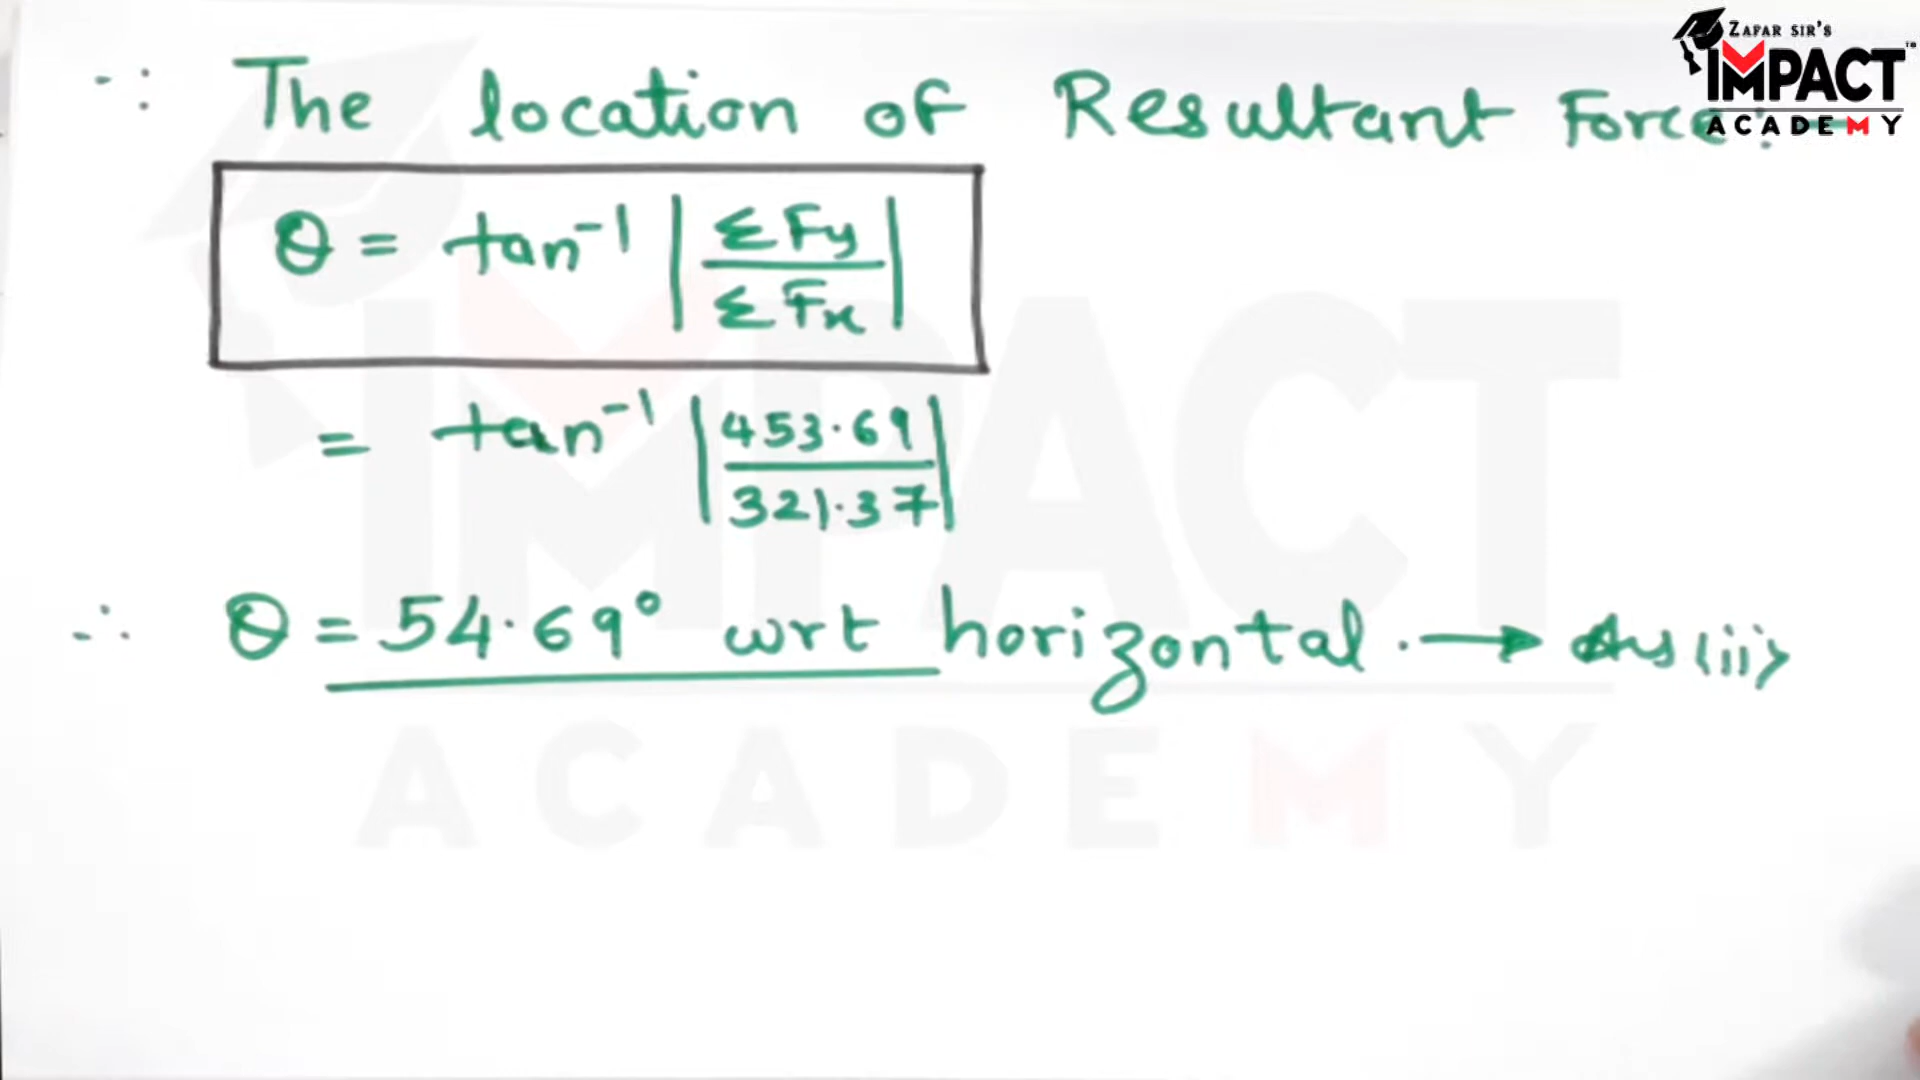 ZAFAR SIR'S
IMPACT
ACADEMY
∵ The location of Resultant Force:-
θ = tan⁻¹ |ΣFy / ΣFx|
= tan⁻¹ |453.69 / 321.37|
∴ θ = 54.69° wrt horizontal. → Ans (ii)
IMPACT
ACADEMY